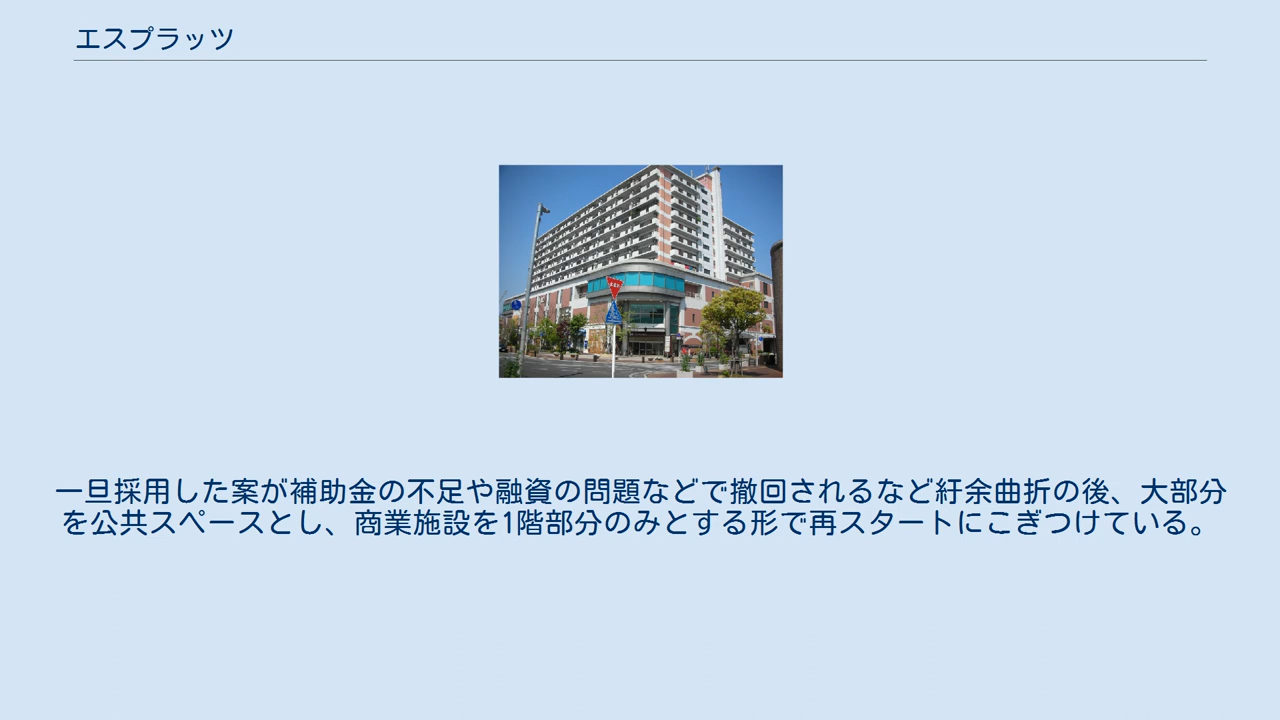 エスプラッツ
一旦採用した案が補助金の不足や融資の問題などで撤回されるなど紆余曲折の後、大部分
を公共スペースとし、商業施設を1階部分のみとする形で再スタートにこぎつけている。